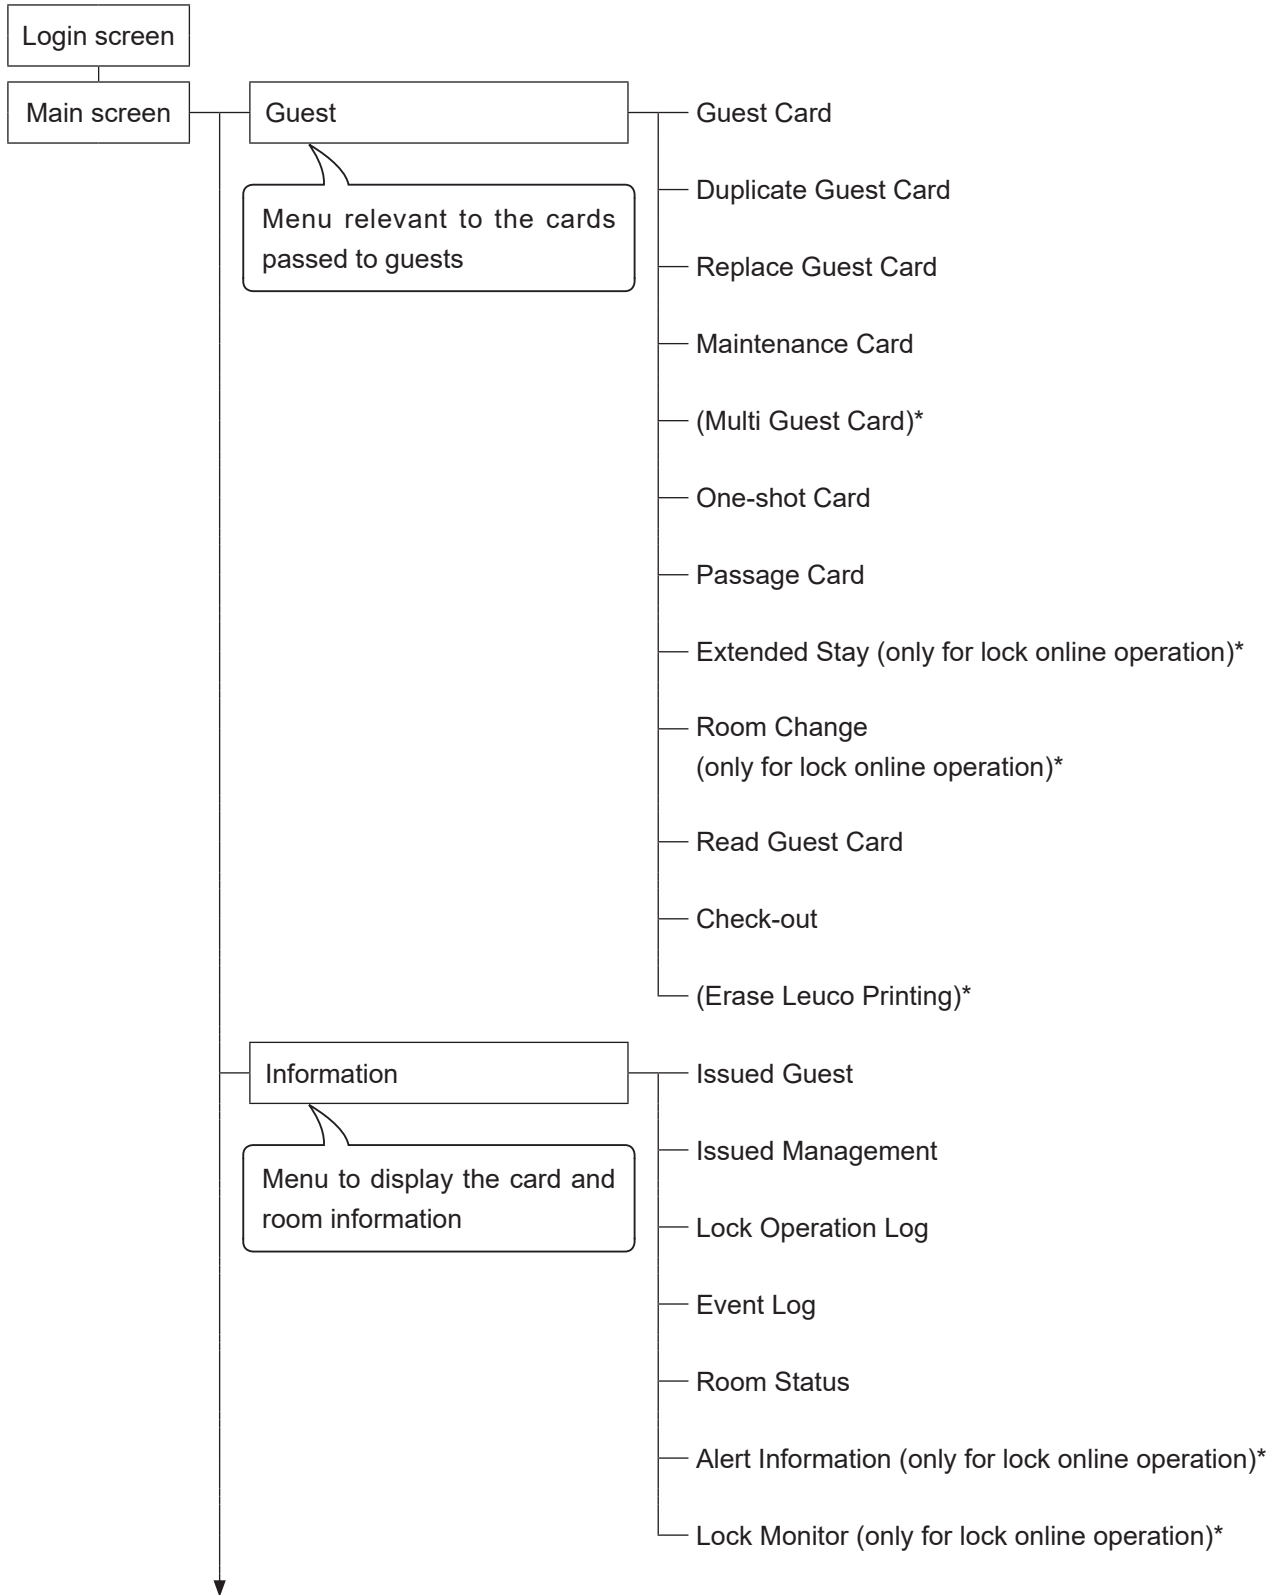 Login screen
Main screen
Guest
Menu relevant to the cards
passed to guests
Guest Card
Duplicate Guest Card
Replace Guest Card
Maintenance Card
(Multi Guest Card)*
One-shot Card
Passage Card
Extended Stay (only for lock online operation)*
Room Change
(only for lock online operation)*
Read Guest Card
Check-out
(Erase Leuco Printing)*
Information
Menu to display the card and
room information
Issued Guest
Issued Management
Lock Operation Log
Event Log
Room Status
Alert Information (only for lock online operation)*
Lock Monitor (only for lock online operation)*